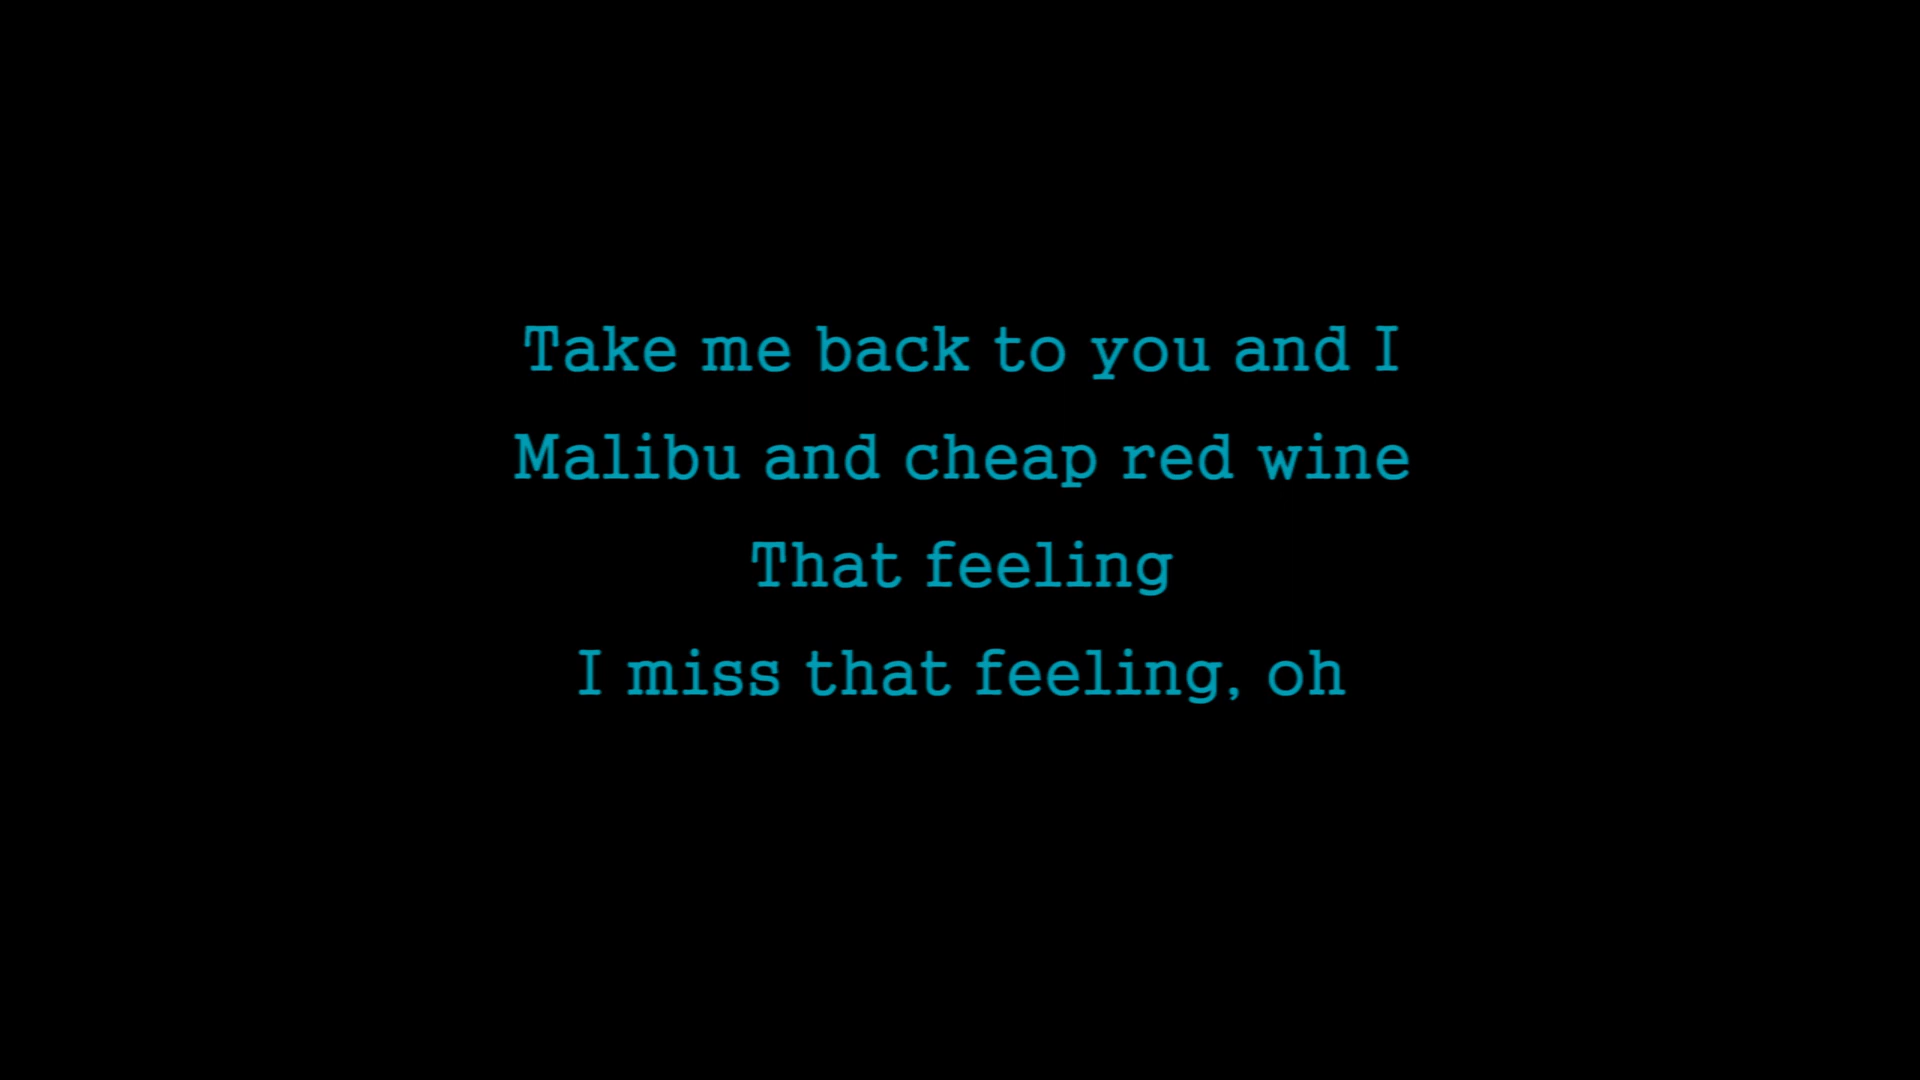 Take me back to you and I
Malibu and cheap red wine
That feeling
I miss that feeling, oh